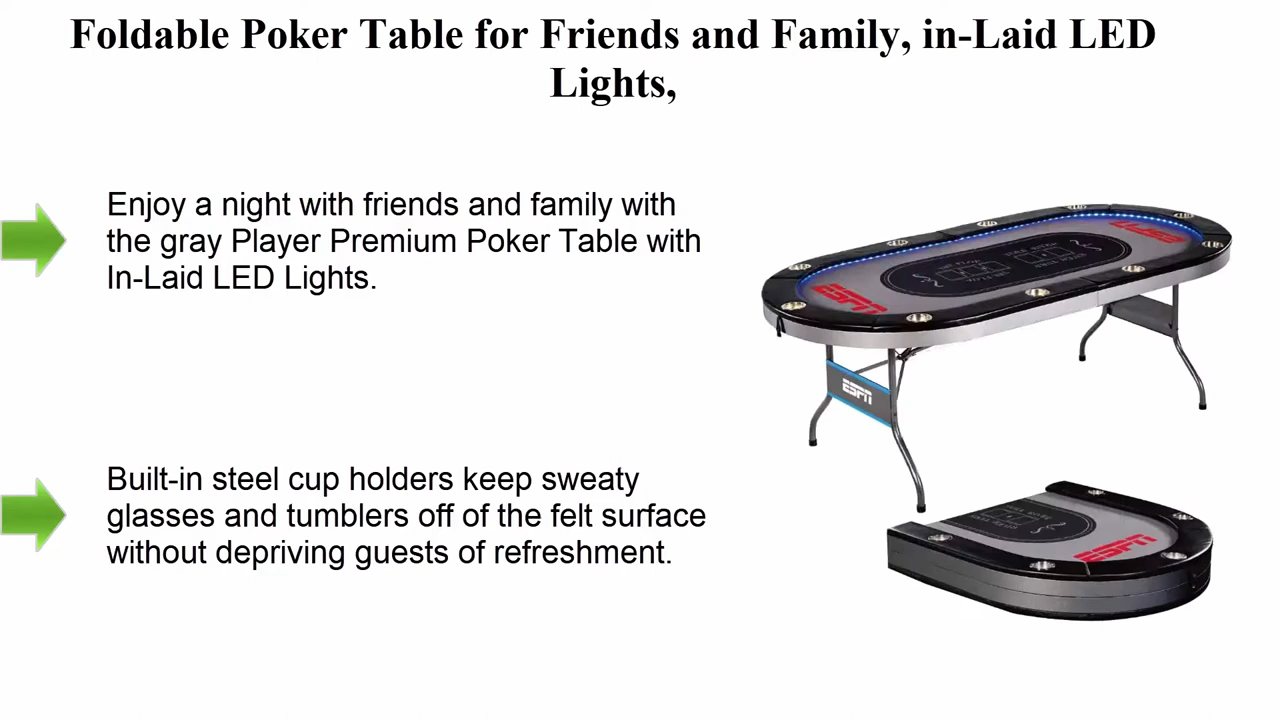 Foldable Poker Table for Friends and Family, in-Laid LED
Lights,
Enjoy a night with friends and family with
the gray Player Premium Poker Table with
In-Laid LED Lights.
Built-in steel cup holders keep sweaty
glasses and tumblers off of the felt surface
without depriving guests of refreshment.
ESPN
ESPN
ESPN
ESPN